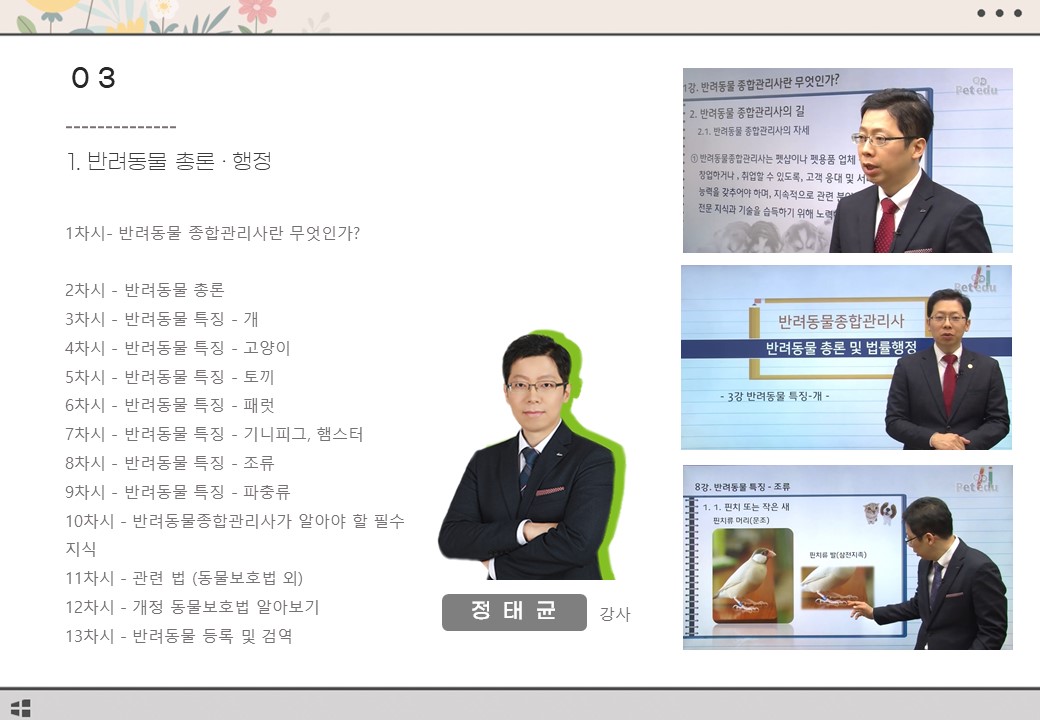 03
--------------
1. 반려동물 총론 · 행정
1차시- 반려동물 종합관리사란 무엇인가?
2차시 - 반려동물 총론
3차시 - 반려동물 특징 - 개
4차시 - 반려동물 특징 - 고양이
5차시 - 반려동물 특징 - 토끼
6차시 - 반려동물 특징 - 패럿
7차시 - 반려동물 특징 - 기니피그, 햄스터
8차시 - 반려동물 특징 - 조류
9차시 - 반려동물 특징 - 파충류
10차시 - 반려동물종합관리사가 알아야 할 필수
지식
11차시 - 관련 법 (동물보호법 외)
12차시 - 개정 동물보호법 알아보기
13차시 - 반려동물 등록 및 검역
정 태 균 강사
1강. 반려동물 종합관리사란 무엇인가?
Petedu
2. 반려동물 종합관리사의 길
2.1. 반려동물 종합관리사의 자세
① 반려동물종합관리사는 펫샵이나 펫용품 업체
창업하거나, 취업할 수 있도록, 고객 응대 및
능력을 갖추어야 하며, 지속적으로 관련
전문 지식과 기술을 습득하기 위해
Petedu
반려동물종합관리사
반려동물 총론 및 법률행정
- 3강 반려동물 특징-개 -
Petedu
8강. 반려동물 특징 - 조류
1. 1. 핀치 또는 작은 새
핀치류 머리(문조)
핀치류 발(삼전지족)